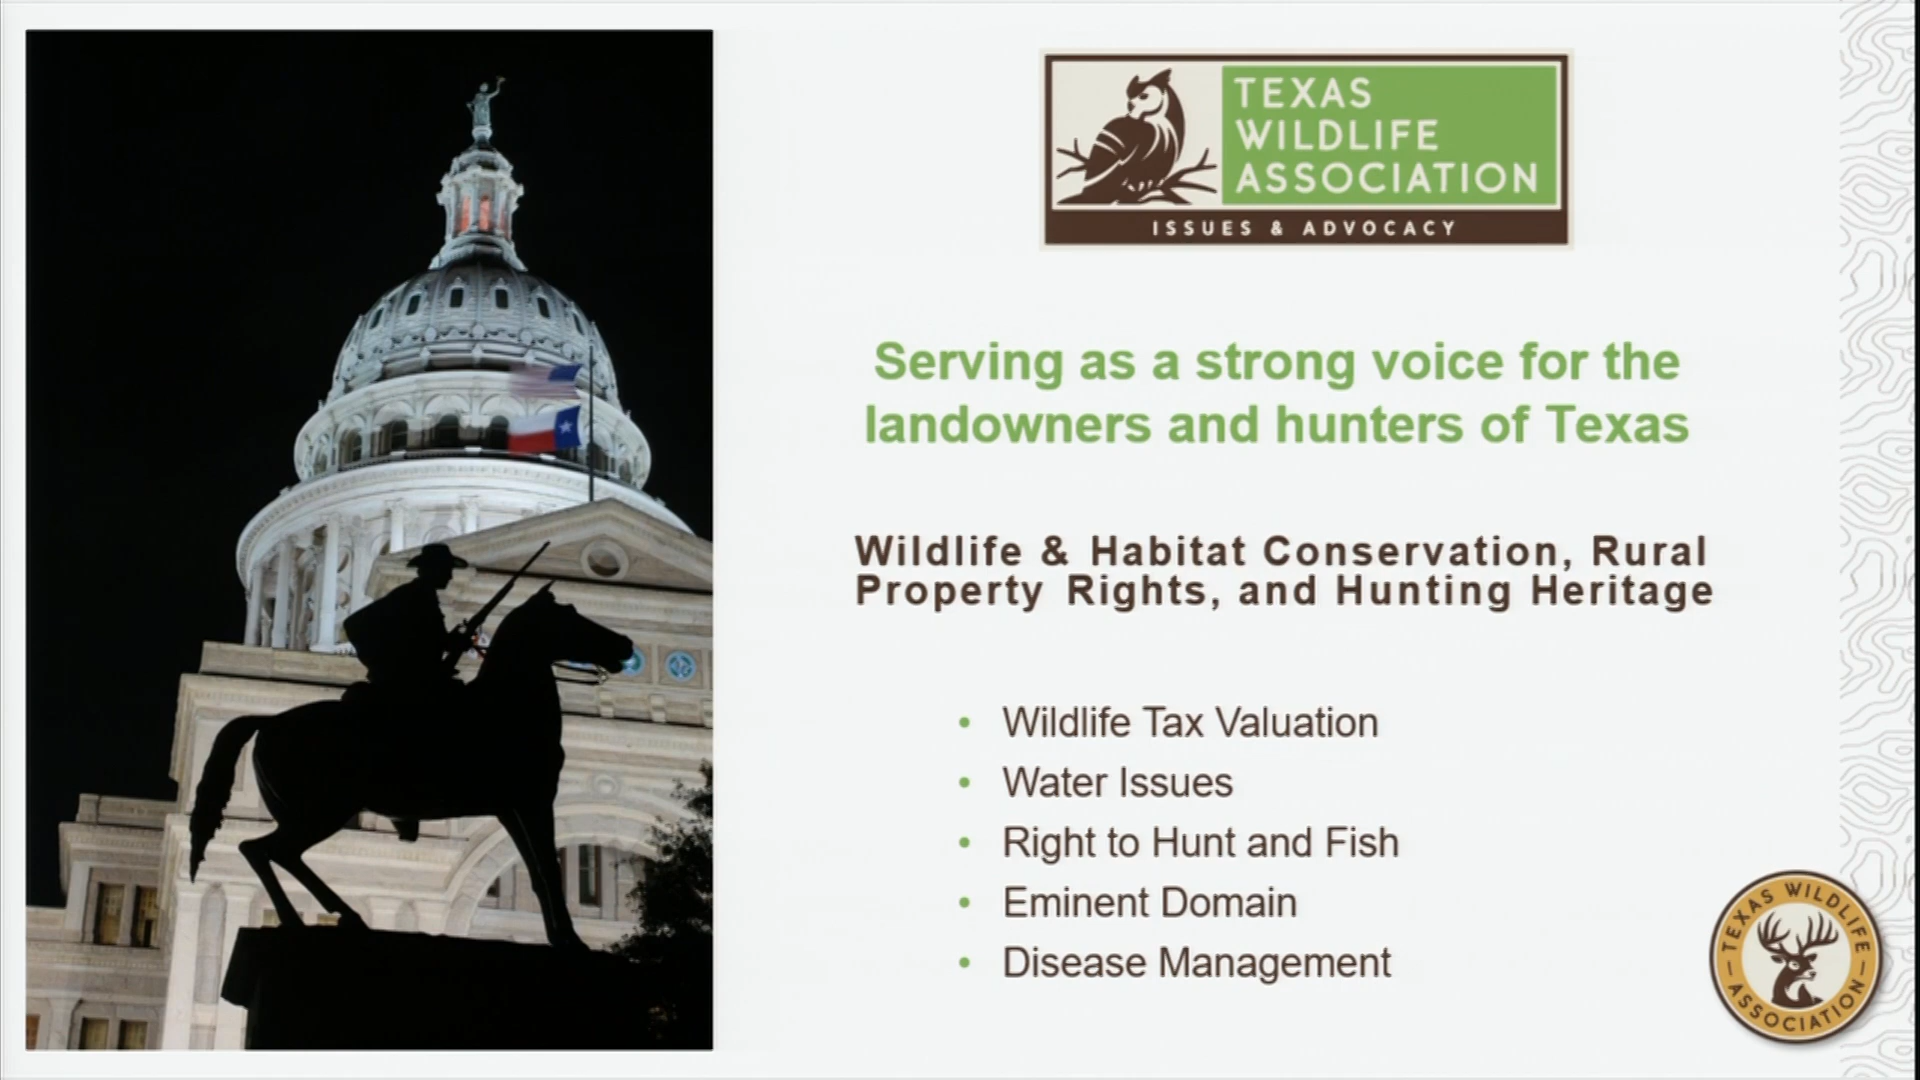 TEXAS
WILDLIFE
ASSOCIATION
ISSUES & ADVOCACY
Serving as a strong voice for the
landowners and hunters of Texas
Wildlife & Habitat Conservation, Rural
Property Rights, and Hunting Heritage
• Wildlife Tax Valuation
• Water Issues
• Right to Hunt and Fish
• Eminent Domain
• Disease Management
TEXAS WILDLIFE
ASSOCIATION